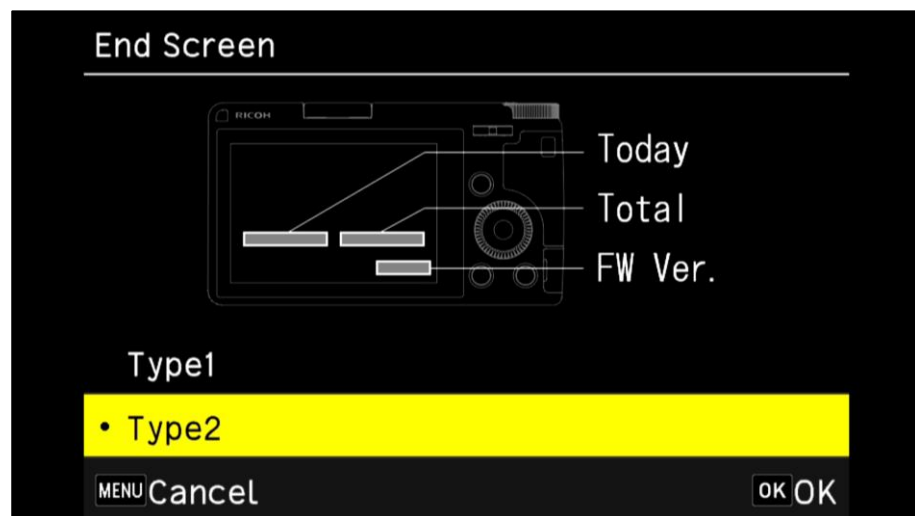 End Screen
RICOH
Today
Total
FW Ver.
Type1
• Type2
MENU Cancel
OK OK